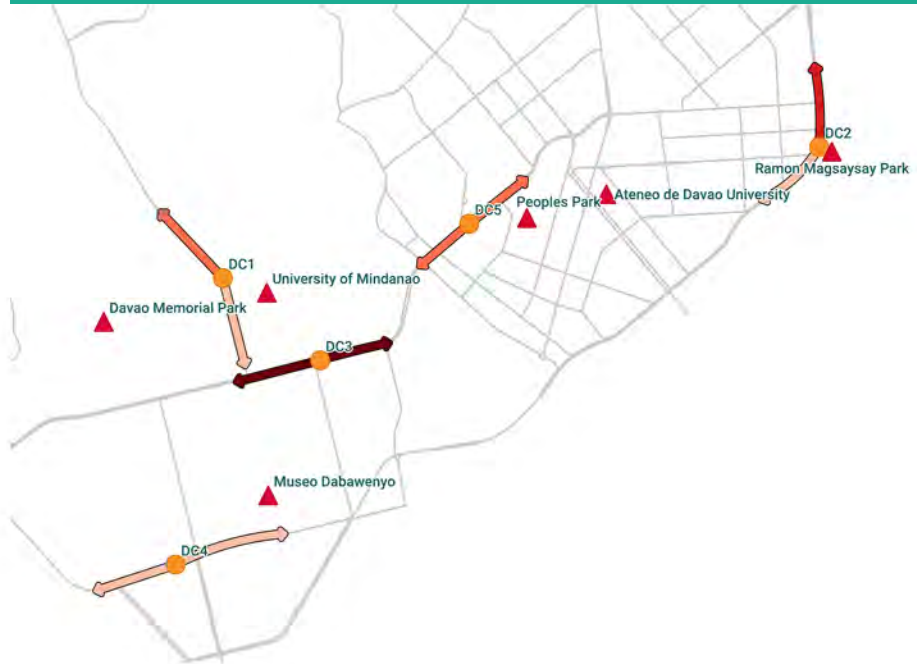 DC2
Ramon Magsaysay Park
Ateneo de Davao University
Peoples Park
DC5
DC1
University of Mindanao
Davao Memorial Park
DC3
Museo Dabawenyo
DC4